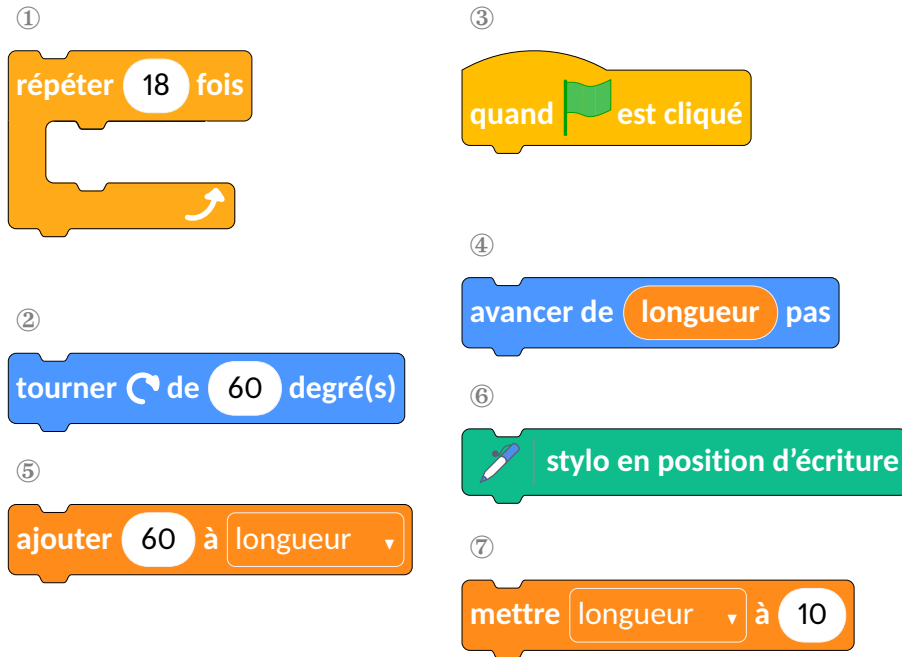 ①
répéter 18 fois
②
tourner de 60 degré(s)
⑤
ajouter 60 à longueur
③
quand est cliqué
④
avancer de longueur pas
⑥
stylo en position d’écriture
⑦
mettre longueur à 10